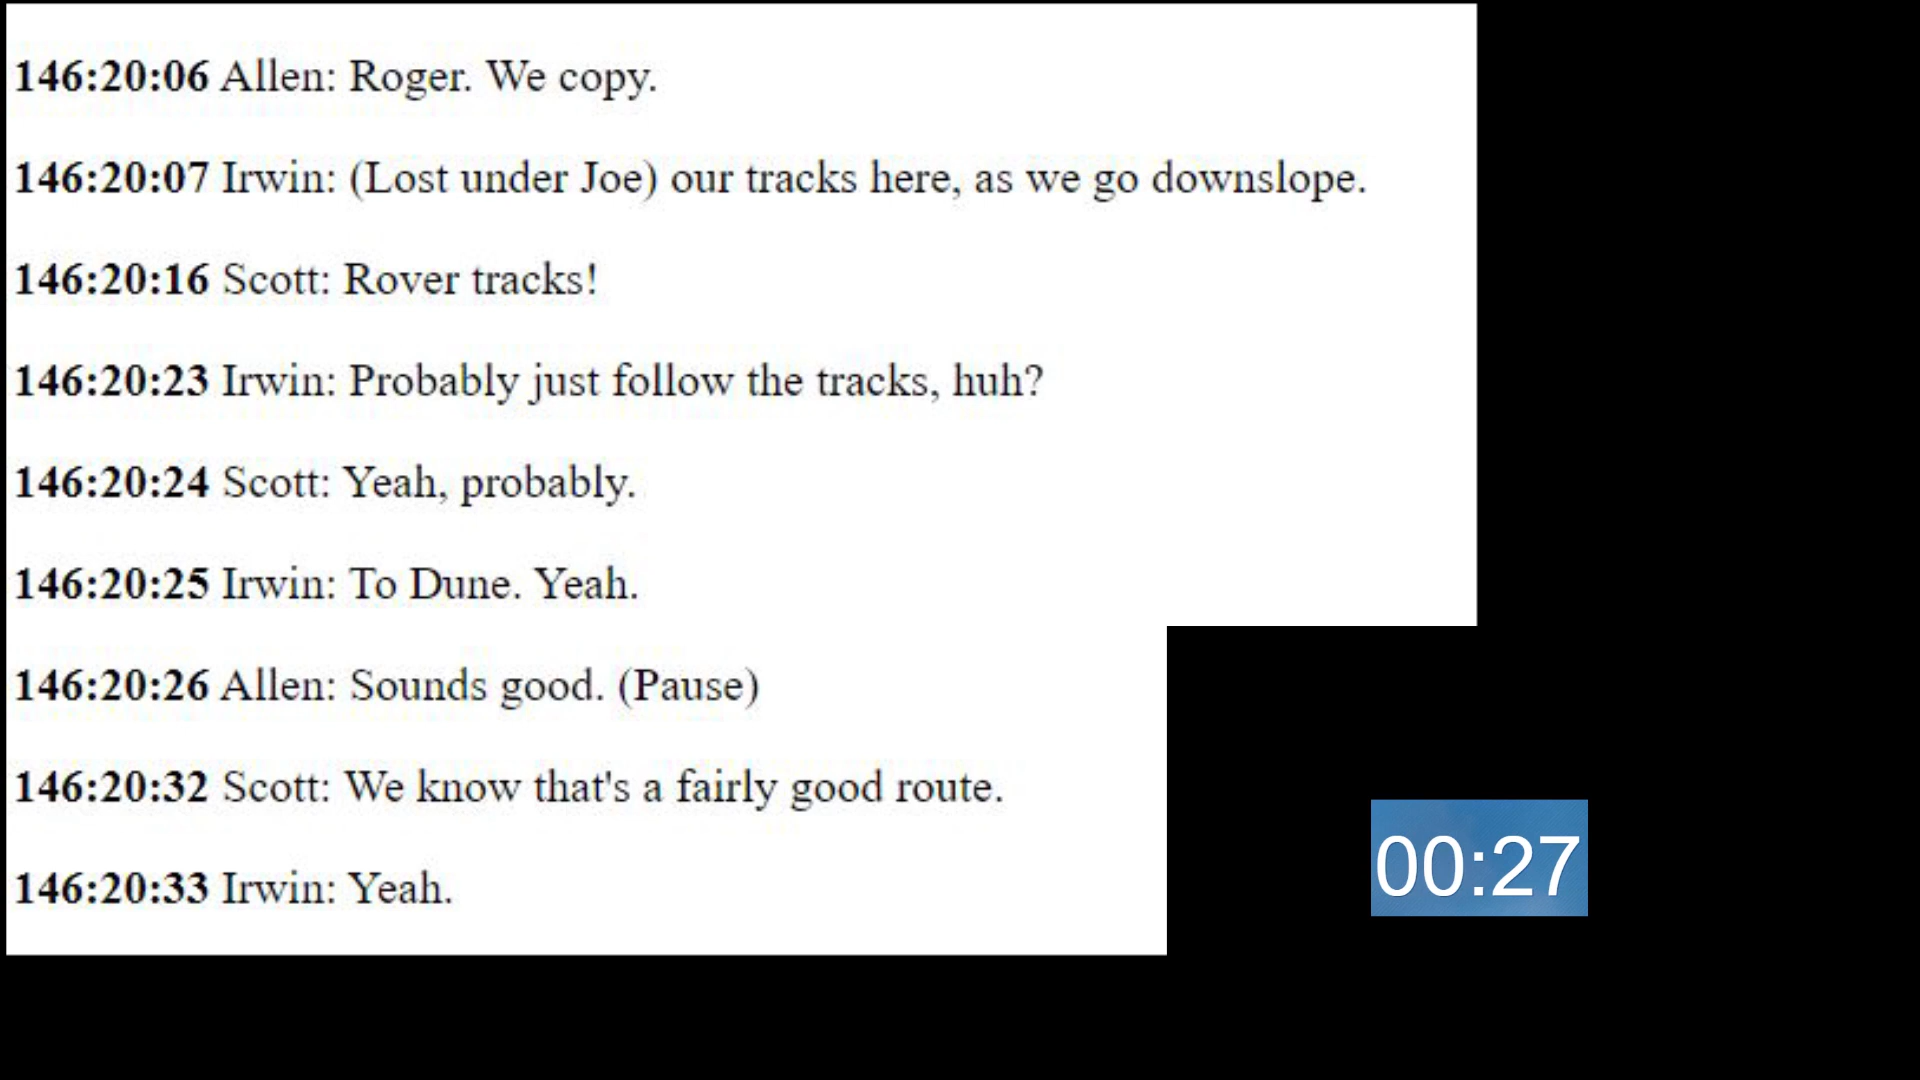 146:20:06 Allen: Roger. We copy.
146:20:07 Irwin: (Lost under Joe) our tracks here, as we go downslope.
146:20:16 Scott: Rover tracks!
146:20:23 Irwin: Probably just follow the tracks, huh?
146:20:24 Scott: Yeah, probably.
146:20:25 Irwin: To Dune. Yeah.
146:20:26 Allen: Sounds good. (Pause)
146:20:32 Scott: We know that's a fairly good route.
146:20:33 Irwin: Yeah.
00:27